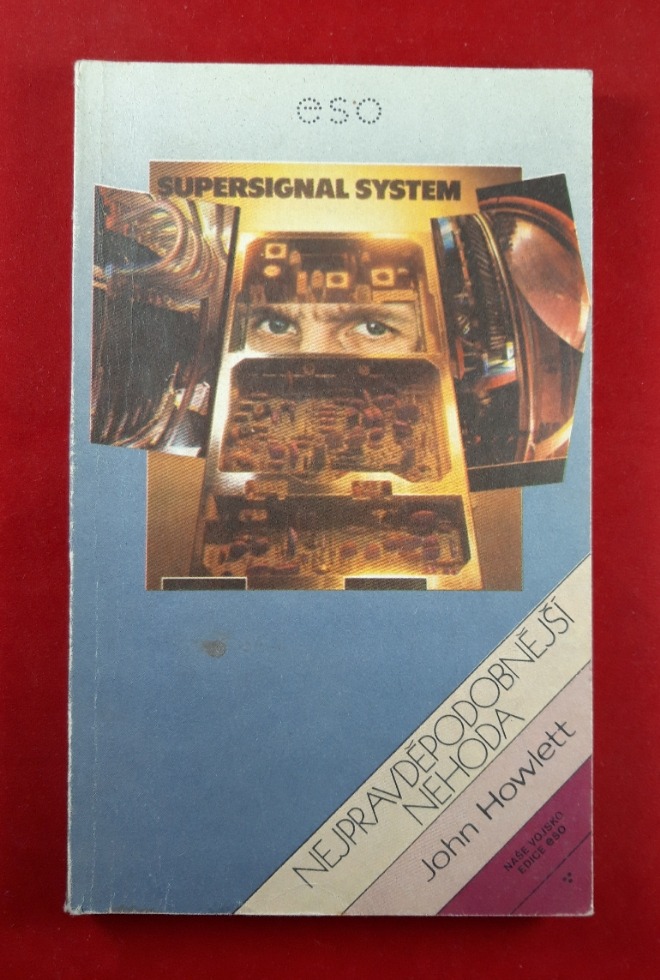 eso
SUPERSIGNAL SYSTEM
NEJPRAVDĚPODOBNĚJŠÍ
NEHODA
John Howlett
NAŠE VOJSKO
EDICE eso